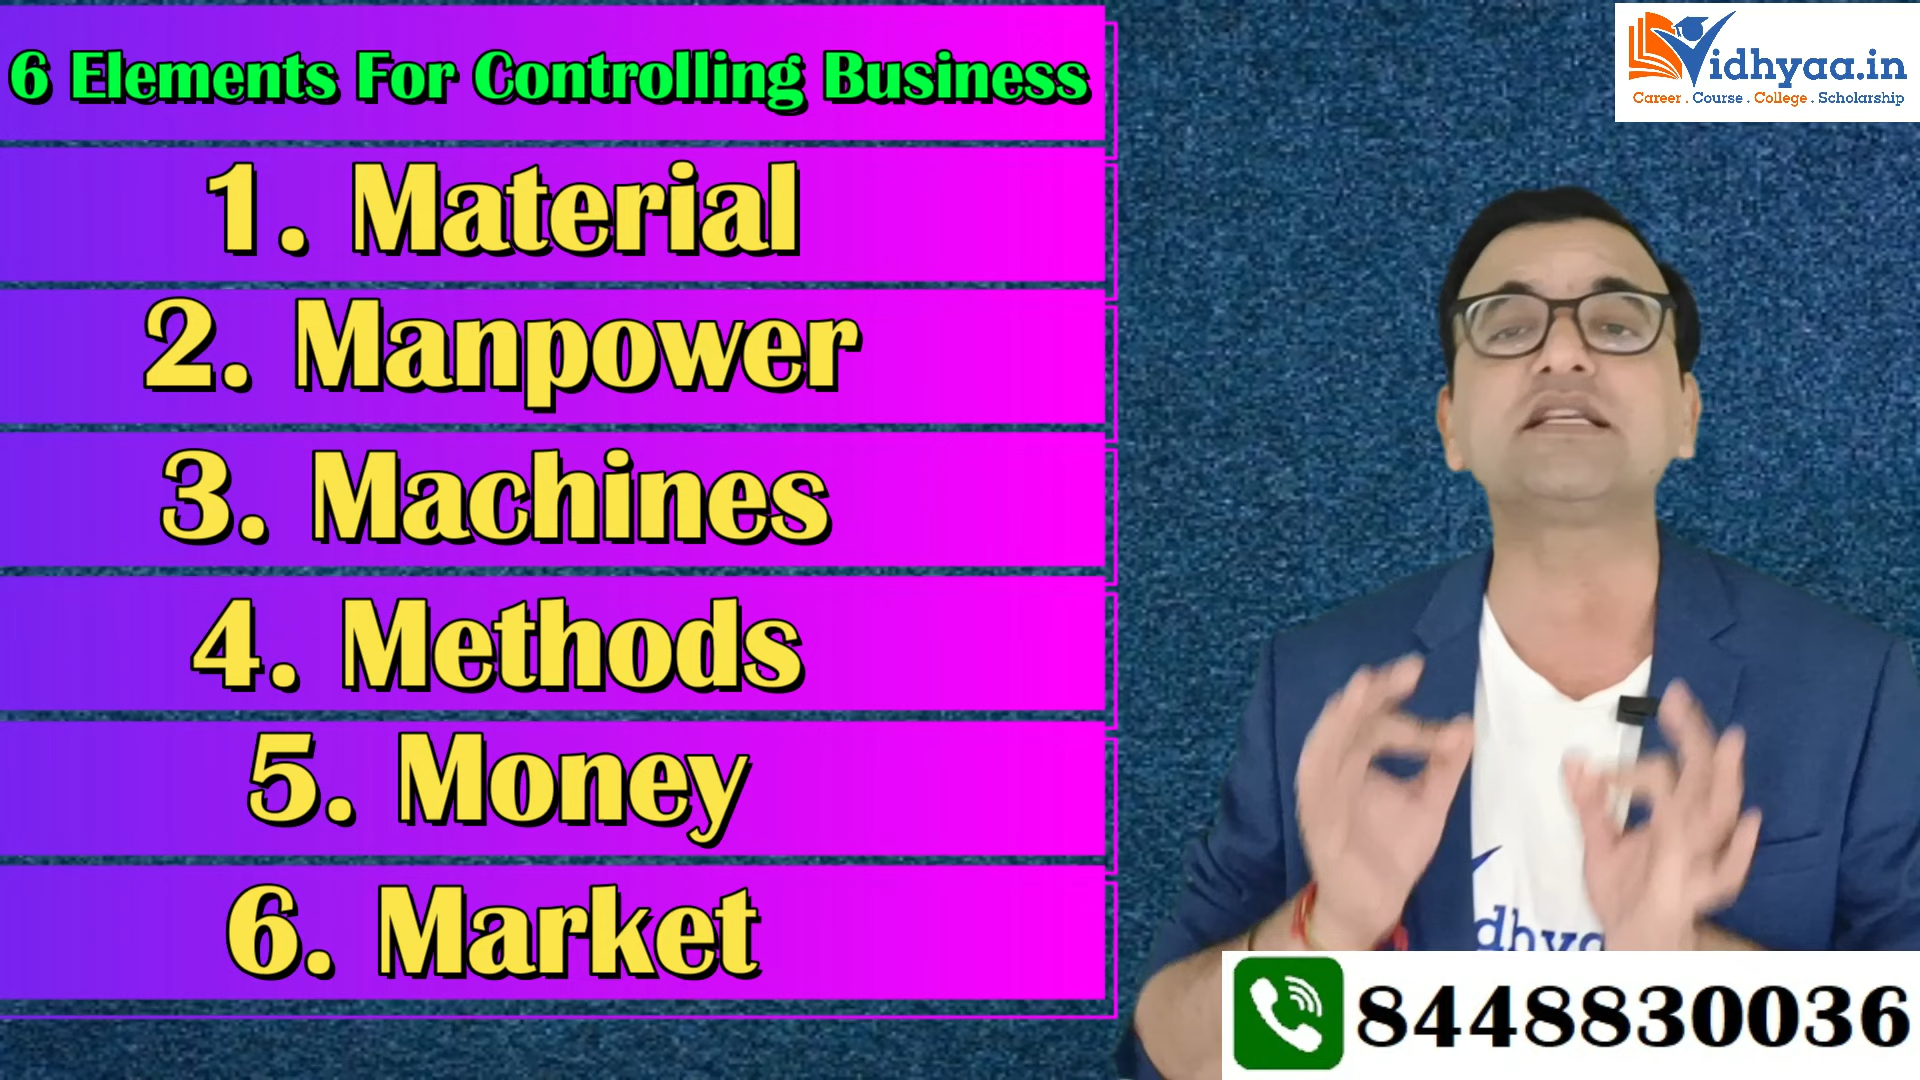 6 Elements For Controlling Business
1. Material
2. Manpower
3. Machines
4. Methods
5. Money
6. Market
Vidhyaa.in
Career . Course . College . Scholarship
8448830036